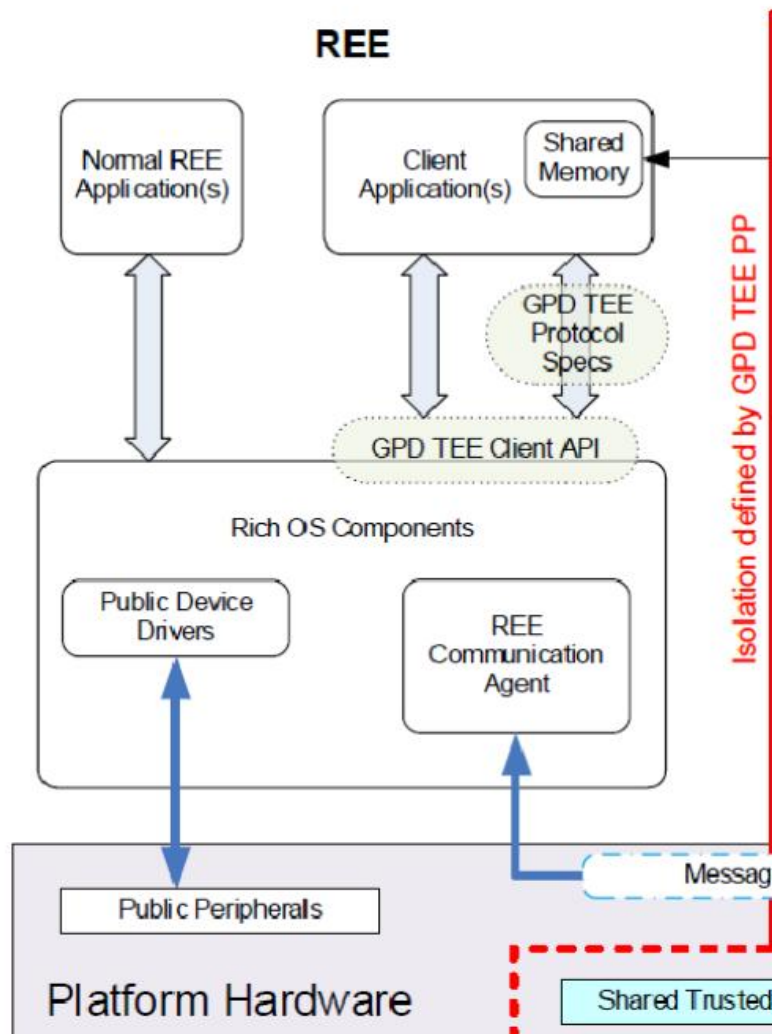 REE
Normal REE
Application(s)
Client
Application(s)
Shared
Memory
GPD TEE
Protocol
Specs
GPD TEE Client API
Isolation defined by GPD TEE PP
Rich OS Components
Public Device
Drivers
REE
Communication
Agent
Messag
Public Peripherals
Platform Hardware
Shared Trusted